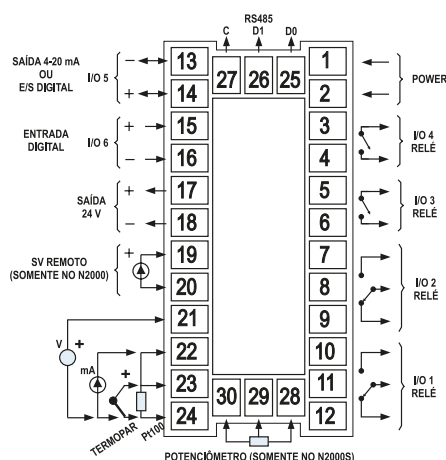 RS485
C D1 D0
SAÍDA 4-20 mA
OU
E/S DIGITAL
I/O 5
−
+
13
14
27 26 25
1
2
POWER
ENTRADA
DIGITAL
I/O 6
+
−
15
16
3
4
I/O 4
RELÉ
SAÍDA
24 V
+
−
17
18
5
6
I/O 3
RELÉ
SV REMOTO
(SOMENTE NO N2000)
+
19
20
7
8
9
I/O 2
RELÉ
V
+
21
mA
+
22
23
24
TERMOPAR
Pt100
30 29 28
10
11
12
I/O 1
RELÉ
POTENCIÓMETRO (SOMENTE NO N2000S)